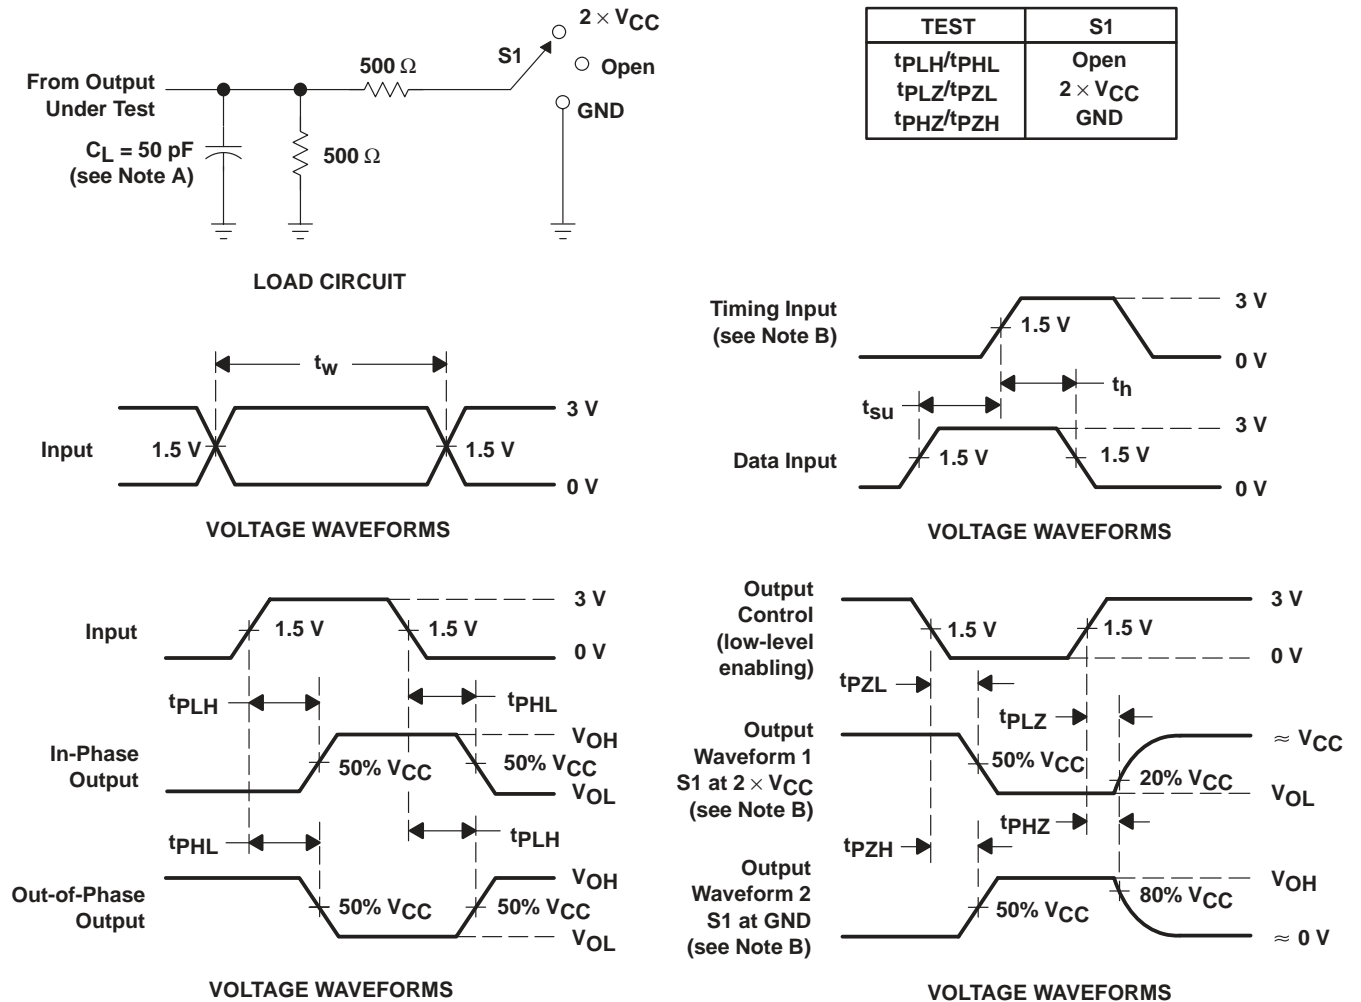 2 × VCC
S1
Open
GND
500 Ω
From Output
Under Test
CL = 50 pF
(see Note A)
500 Ω
LOAD CIRCUIT
TEST S1
tPLH/tPHL Open
tPLZ/tPZL 2 × VCC
tPHZ/tPZH GND
tw
3 V
Input
1.5 V
1.5 V
0 V
VOLTAGE WAVEFORMS
Timing Input
(see Note B)
3 V
1.5 V
0 V
th
tsu
3 V
Data Input
1.5 V
1.5 V
0 V
VOLTAGE WAVEFORMS
3 V
Input
1.5 V
1.5 V
0 V
tPLH
tPHL
VOH
In-Phase
Output
50% VCC
50% VCC
VOL
tPHL
tPLH
VOH
Out-of-Phase
Output
50% VCC
50% VCC
VOL
VOLTAGE WAVEFORMS
Output
Control
(low-level
enabling)
3 V
1.5 V
1.5 V
0 V
tPZL
tPLZ
Output
Waveform 1
S1 at 2 × VCC
(see Note B)
≈ VCC
50% VCC
20% VCC
VOL
tPHZ
tPZH
Output
Waveform 2
S1 at GND
(see Note B)
VOH
50% VCC
80% VCC
≈ 0 V
VOLTAGE WAVEFORMS